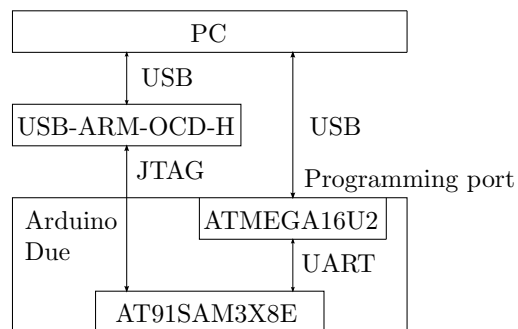 PC
USB
USB-ARM-OCD-H
USB
JTAG
Programming port
Arduino
Due
ATMEGA16U2
UART
AT91SAM3X8E